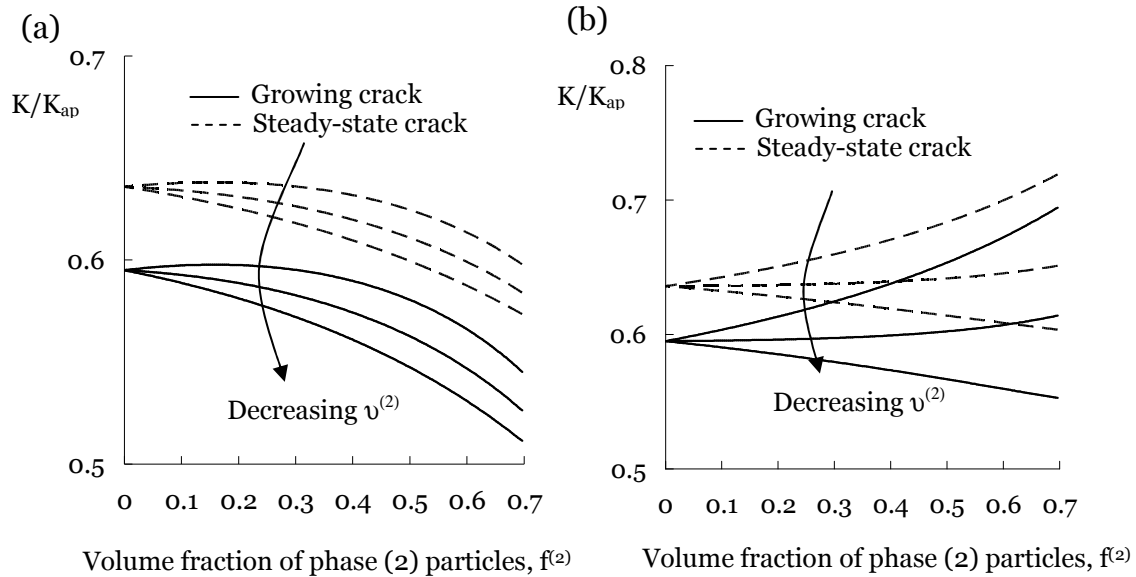 (a)
0.7
K/Kap
Growing crack
Steady-state crack
0.6
Decreasing υ(2)
0.5
0 0.1 0.2 0.3 0.4 0.5 0.6 0.7
Volume fraction of phase (2) particles, f(2)
(b)
0.8
K/Kap
Growing crack
Steady-state crack
0.7
0.6
Decreasing υ(2)
0.5
0 0.1 0.2 0.3 0.4 0.5 0.6 0.7
Volume fraction of phase (2) particles, f(2)